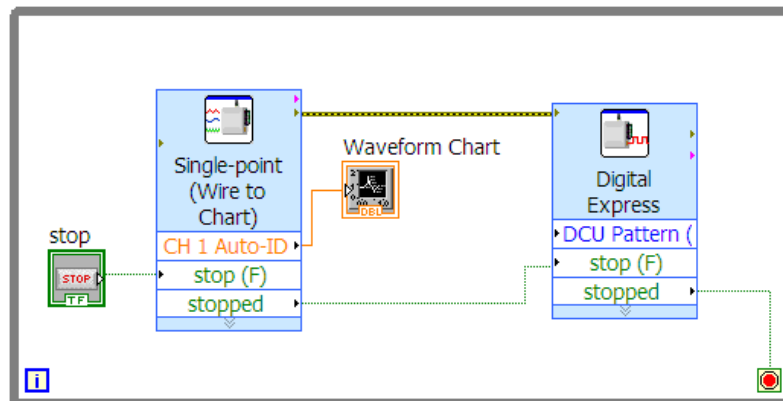 Single-point
(Wire to
Chart)
CH 1 Auto-ID
stop (F)
stopped
Waveform Chart
DBL
Digital
Express
DCU Pattern (
stop (F)
stopped
stop
STOP
TF
i